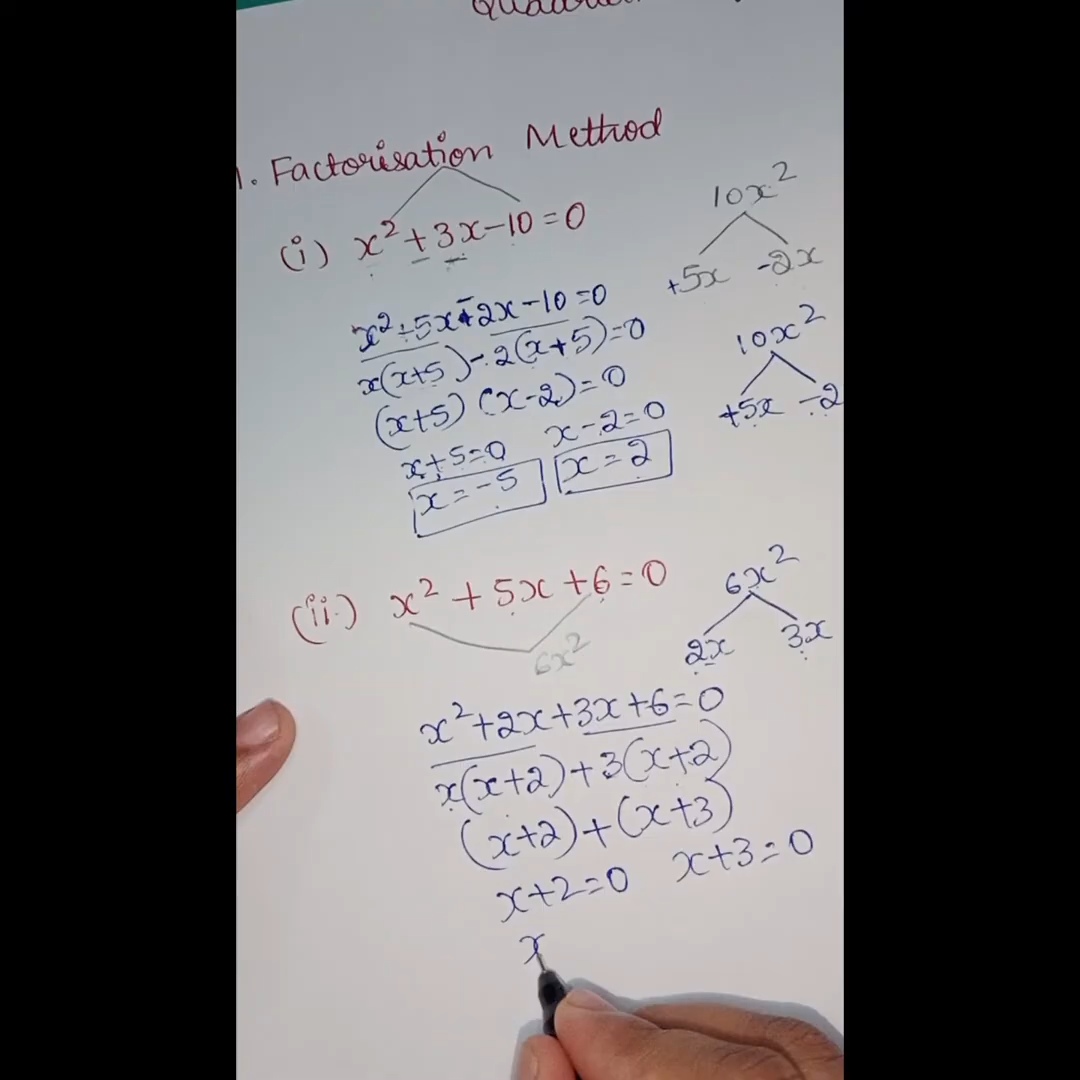 1. Factorisation Method
(i) x² + 3x - 10 = 0
10x²
+5x -2x
x² + 5x - 2x - 10 = 0
x(x+5) - 2(x+5) = 0
(x+5) (x-2) = 0
x+5=0 x-2=0
x = -5 x = 2
10x²
+5x -2
(ii) x² + 5x + 6 = 0
6x²
6x²
2x 3x
x² + 2x + 3x + 6 = 0
x(x+2) + 3(x+2)
(x+2) + (x+3)
x+2=0 x+3=0
x